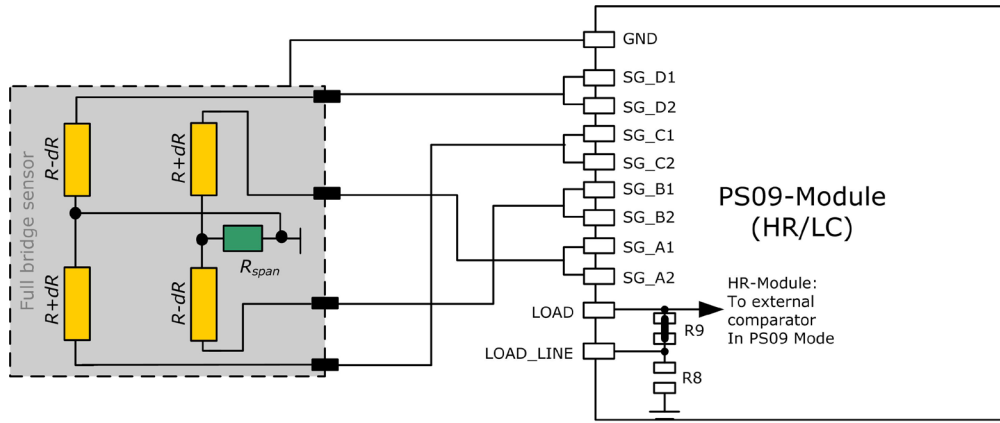 GND
SG_D1
SG_D2
SG_C1
SG_C2
SG_B1
SG_B2
SG_A1
SG_A2
LOAD
LOAD_LINE
PS09-Module
(HR/LC)
HR-Module:
To external
comparator
In PS09 Mode
R9
R8
Full bridge sensor
R-dR
R+dR
Rspan
R+dR
R-dR